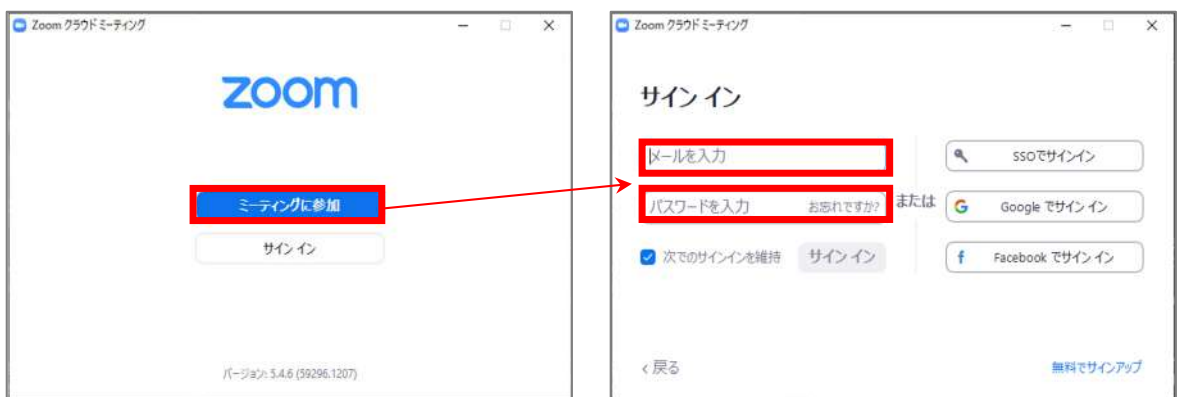 Zoom クラウド ミーティング
zoom
ミーティングに参加
サイン イン
バージョン: 5.4.6 (59296.1207)
Zoom クラウド ミーティング
サイン イン
メールを入力
パスワードを入力 お忘れですか?
次でのサインインを維持 サイン イン
または
SSOでサインイン
Google でサイン イン
Facebook でサイン イン
戻る
無料でサインアップ